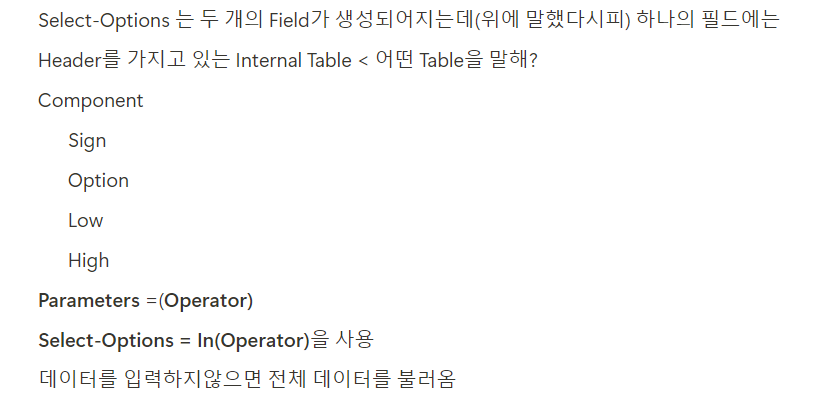 Select-Options 는 두 개의 Field가 생성되어지는데(위에 말했다시피) 하나의 필드에는
Header를 가지고 있는 Internal Table < 어떤 Table을 말해?
Component
Sign
Option
Low
High
Parameters =(Operator)
Select-Options = In(Operator)을 사용
데이터를 입력하지않으면 전체 데이터를 불러옴